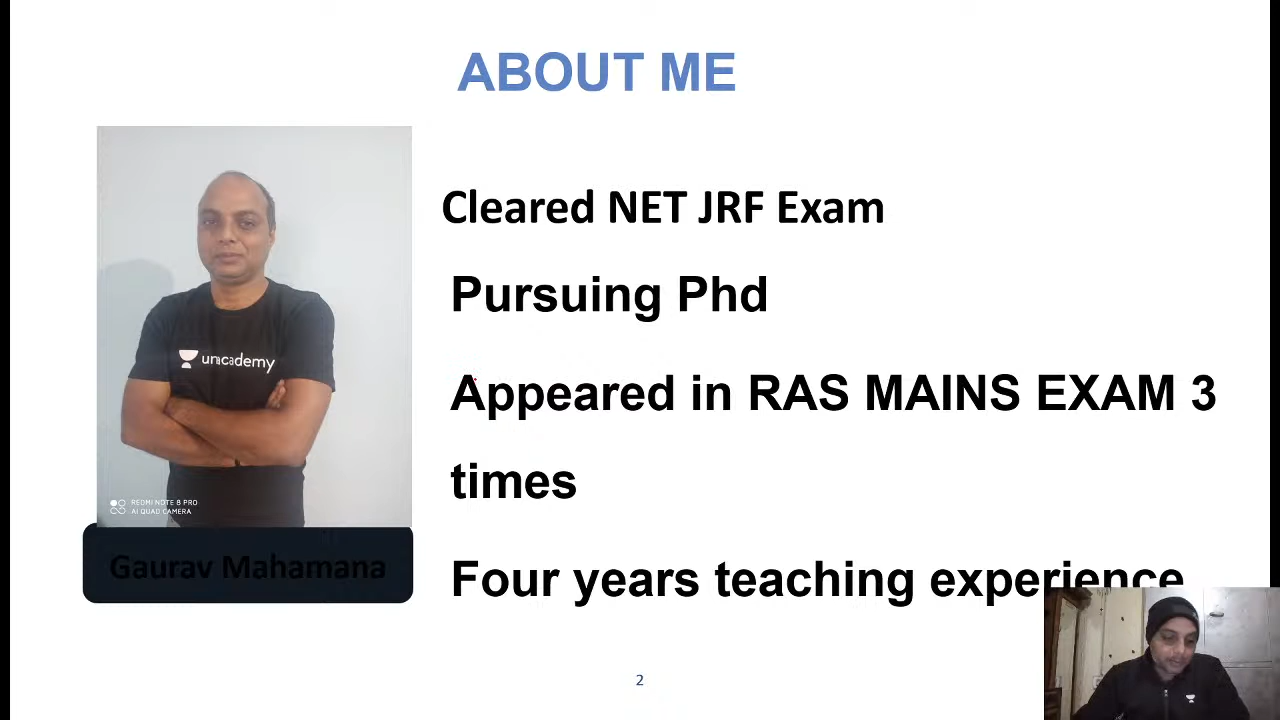 ABOUT ME
Cleared NET JRF Exam
Pursuing Phd
Appeared in RAS MAINS EXAM 3
times
Four years teaching experience
unacademy
REDMI NOTE 8 PRO
AI QUAD CAMERA
Gaurav Mahamana
2